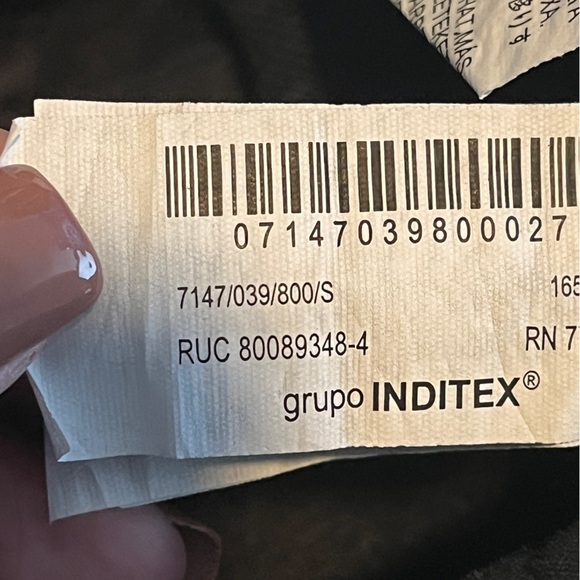 07147039800027
7147/039/800/S 165
RUC 80089348-4 RN 7
grupo INDITEX®